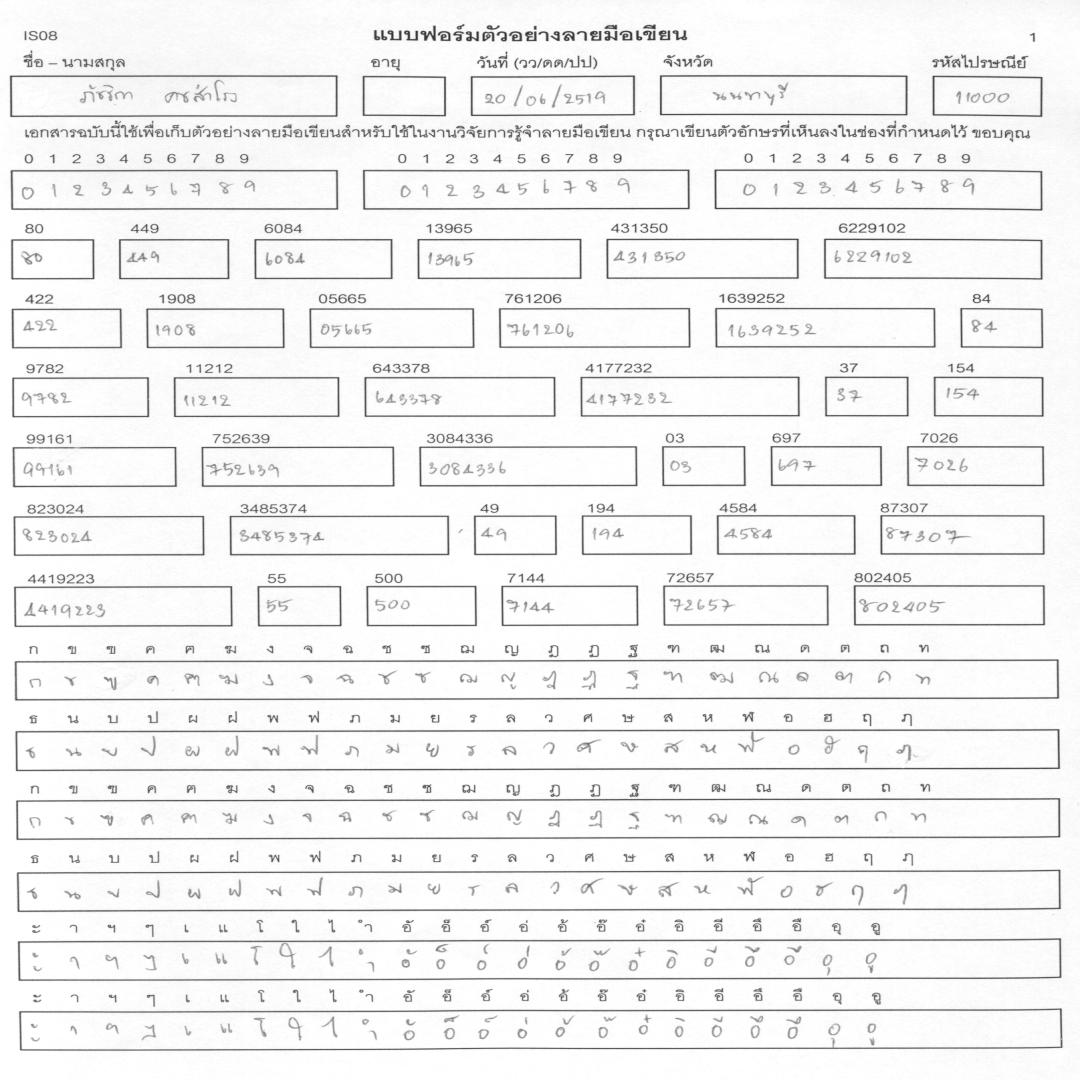 IS08 แบบฟอร์มตัวอย่างลายมือเขียน 1
ชื่อ – นามสกุล อายุ วันที่ (วว/ดด/ปป) จังหวัด รหัสไปรษณีย์
20/06/2519 นนทบุรี 11000
เอกสารฉบับนี้ใช้เพื่อเก็บตัวอย่างลายมือเขียนสำหรับใช้ในงานวิจัยการรู้จำลายมือเขียน กรุณาเขียนตัวอักษรที่เห็นลงในช่องที่กำหนดไว้ ขอบคุณ
0 1 2 3 4 5 6 7 8 9 0 1 2 3 4 5 6 7 8 9 0 1 2 3 4 5 6 7 8 9
0 1 2 3 4 5 6 7 8 9 0 1 2 3 4 5 6 7 8 9 0 1 2 3 4 5 6 7 8 9
80 449 6084 13965 431350 6229102
80 449 6084 13965 431350 6229102
422 1908 05665 761206 1639252 84
422 1908 05665 761206 1639252 84
9782 11212 643378 4177232 37 154
9782 11212 643378 4177232 37 154
99161 752639 3084336 03 697 7026
99161 752639 3084336 03 697 7026
823024 3485374 49 194 4584 87307
823024 3485374 49 194 4584 87307
4419223 55 500 7144 72657 802405
4419223 55 500 7144 72657 802405
ก ข ฃ ค ฅ ฆ ง จ ฉ ช ซ ฌ ญ ฎ ฏ ฐ ฑ ฒ ณ ด ต ถ ท
ก ข ฃ ค ฅ ฆ ง จ ฉ ช ซ ฌ ญ ฎ ฏ ฐ ฑ ฒ ณ ด ต ถ ท
ธ น บ ป ผ ฝ พ ฟ ภ ม ย ร ล ว ศ ษ ส ห ฬ อ ฮ ฤ ฦ
ธ น บ ป ผ ฝ พ ฟ ภ ม ย ร ล ว ศ ษ ส ห ฬ อ ฮ ฤ ฦ
ก ข ฃ ค ฅ ฆ ง จ ฉ ช ซ ฌ ญ ฎ ฏ ฐ ฑ ฒ ณ ด ต ถ ท
ก ข ฃ ค ฅ ฆ ง จ ฉ ช ซ ฌ ญ ฎ ฏ ฐ ฑ ฒ ณ ด ต ถ ท
ธ น บ ป ผ ฝ พ ฟ ภ ม ย ร ล ว ศ ษ ส ห ฬ อ ฮ ฤ ฦ
ธ น บ ป ผ ฝ พ ฟ ภ ม ย ร ล ว ศ ษ ส ห ฬ อ ฮ ฤ ฦ
ะ า ฯ ๆ เ แ โ ใ ไ ำ อั อ็ อ์ อ่ อ้ อ๊ อ๋ อิ อี อึ อื อุ อู
ะ า ฯ ๆ เ แ โ ใ ไ ำ อั อ็ อ์ อ่ อ้ อ๊ อ๋ อิ อี อึ อื อุ อู
ะ า ฯ ๆ เ แ โ ใ ไ ำ อั อ็ อ์ อ่ อ้ อ๊ อ๋ อิ อี อึ อื อุ อู
ะ า ฯ ๆ เ แ โ ใ ไ ำ อั อ็ อ์ อ่ อ้ อ๊ อ๋ อิ อี อึ อื อุ อู